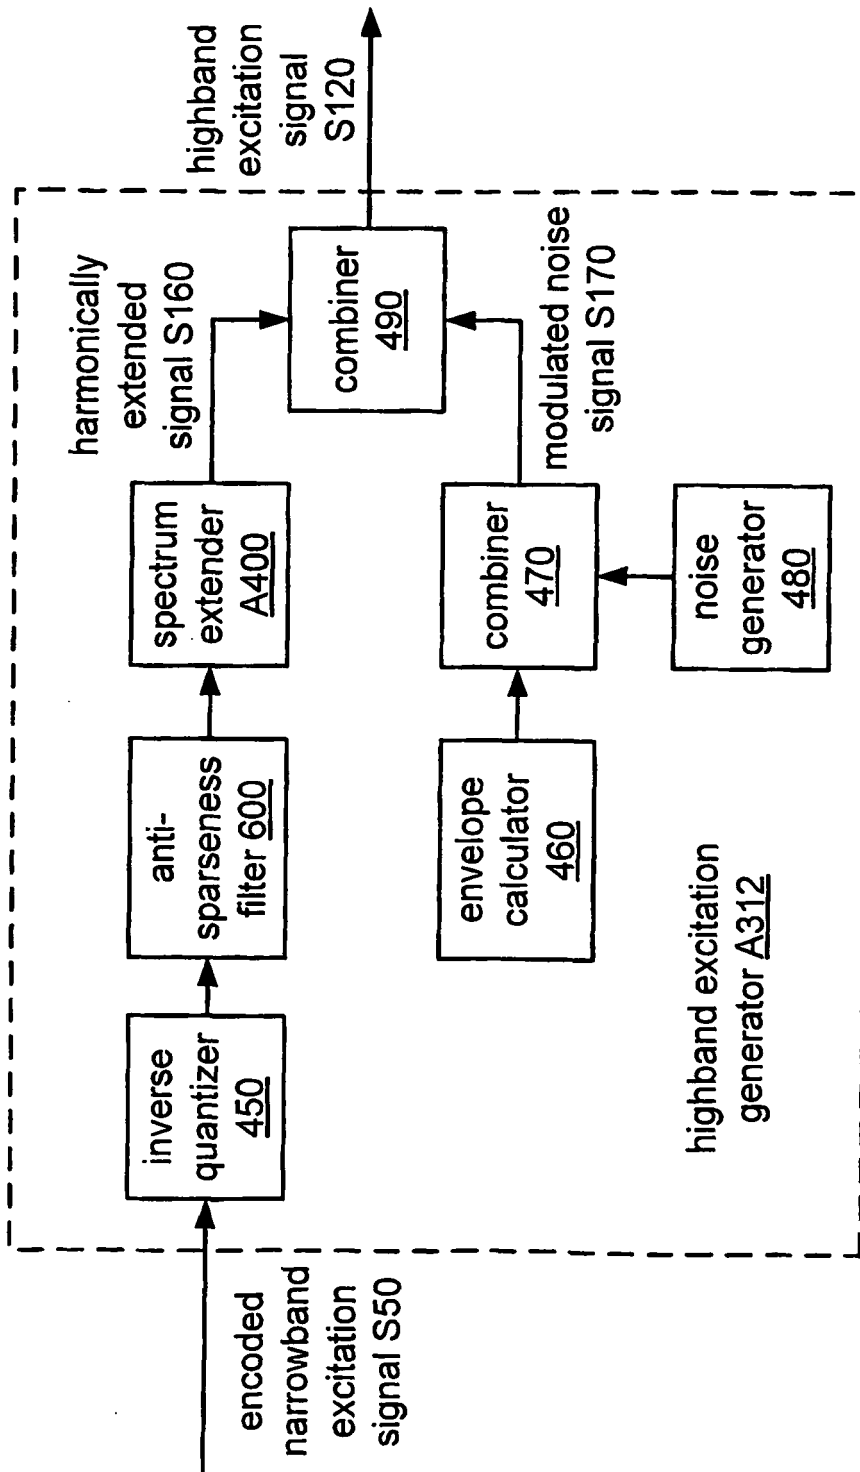 encoded
narrowband
excitation
signal S50
inverse
quantizer
450
anti-
sparseness
filter 600
spectrum
extender
A400
harmonically
extended
signal S160
combiner
490
highband
excitation
signal
S120
envelope
calculator
460
combiner
470
modulated noise
signal S170
noise
generator
480
highband excitation
generator A312